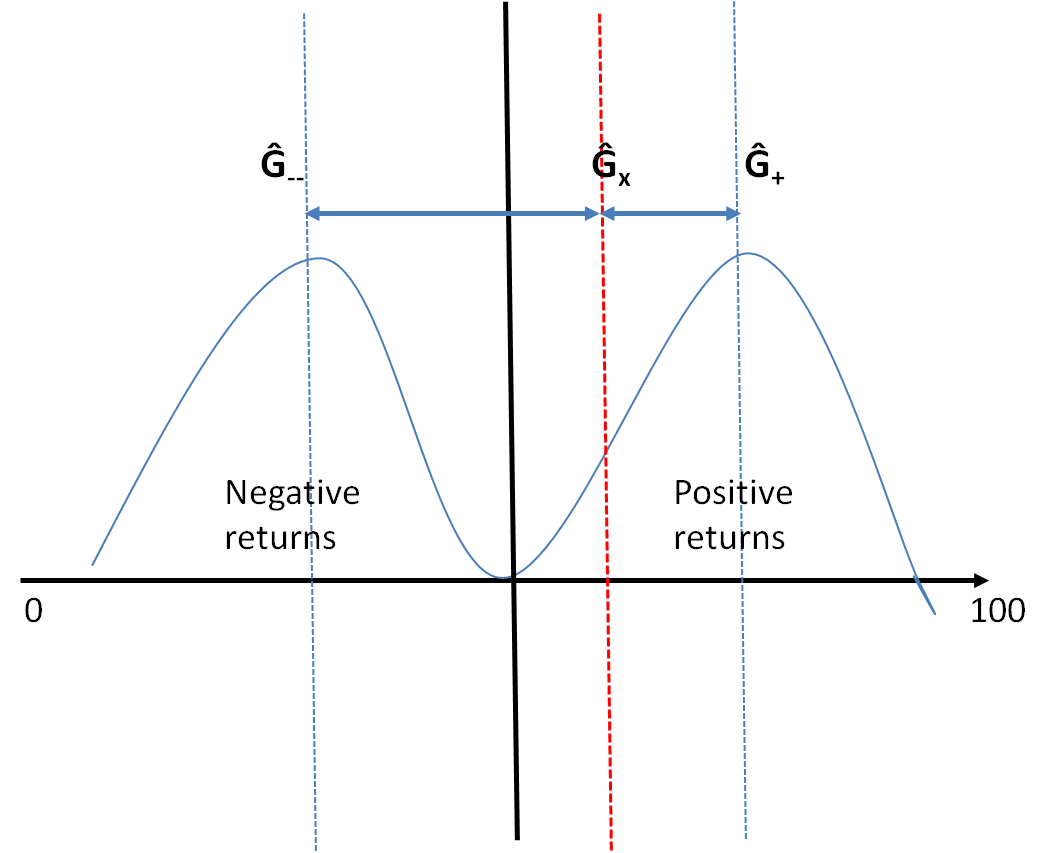 Ĝ--
Ĝx
Ĝ+
Negative
returns
Positive
returns
0
100